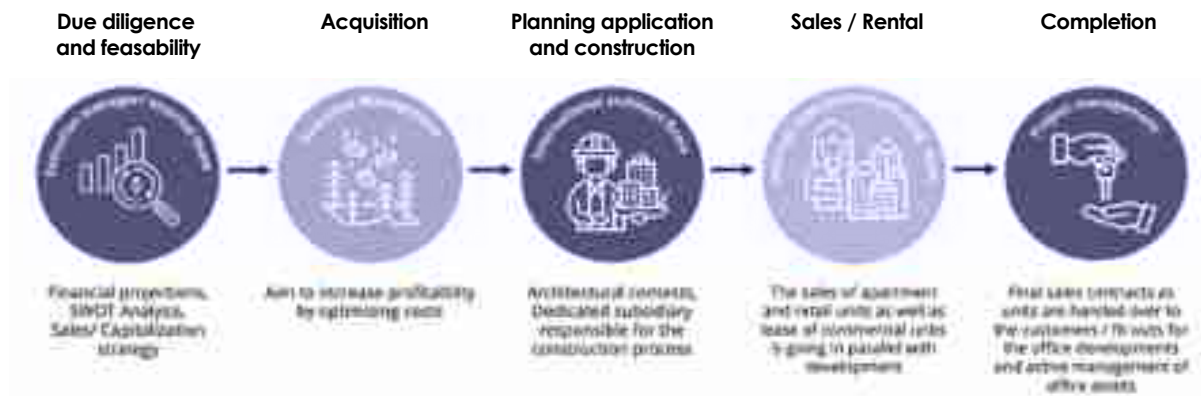 Due diligence
and feasability
Acquisition
Planning application
and construction
Sales / Rental
Completion
Financial projections,
SWOT Analysis,
Sales/ Capitalization
strategy
Aim to increase profitability
by optimising costs
Architectural contests,
Dedicated subsidiary
responsible for the
construction process
The sales of apartment
and retail units as well as
lease of commercial units
is going in parallel with
development
Final sales contracts as
units are handed over to
the customers / fit outs for
the office developments
and active management of
office assets